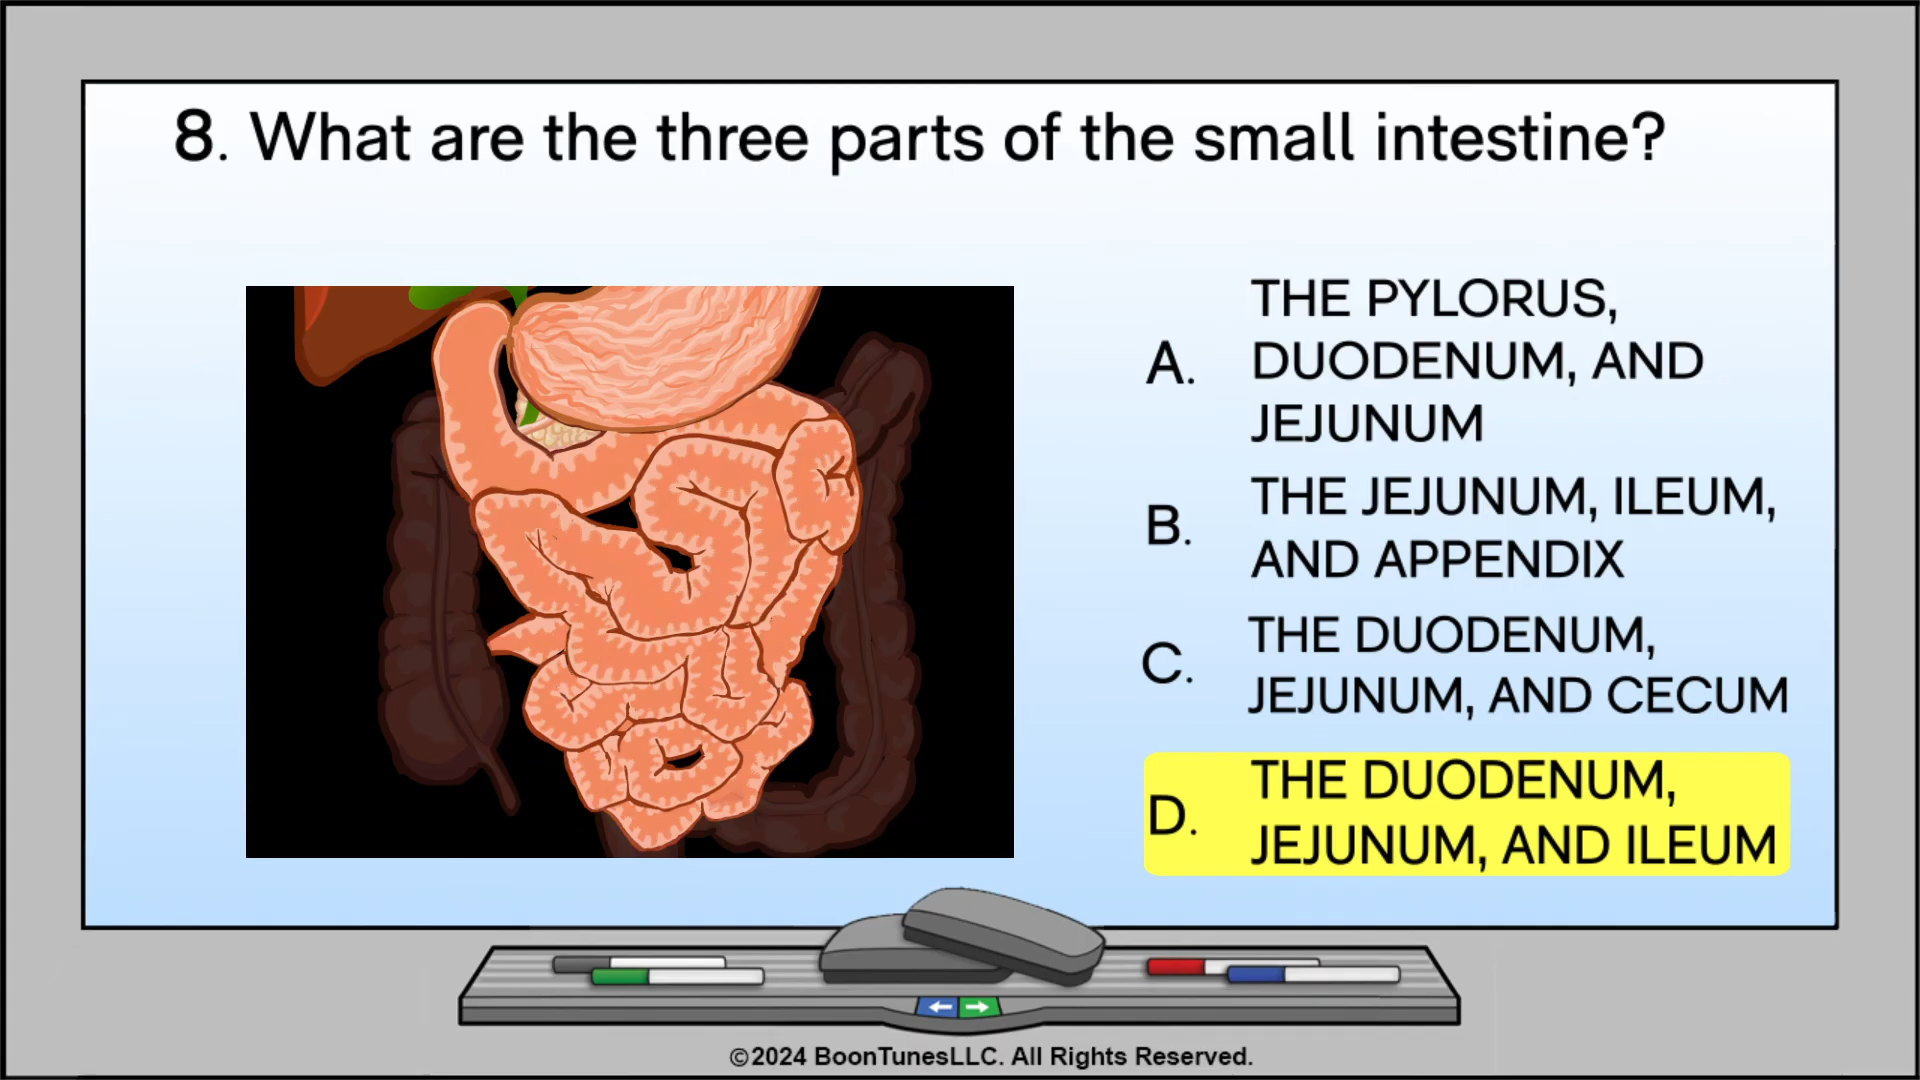 8. What are the three parts of the small intestine?
A. THE PYLORUS,
DUODENUM, AND
JEJUNUM
B. THE JEJUNUM, ILEUM,
AND APPENDIX
C. THE DUODENUM,
JEJUNUM, AND CECUM
D. THE DUODENUM,
JEJUNUM, AND ILEUM
©2024 BoonTunesLLC. All Rights Reserved.